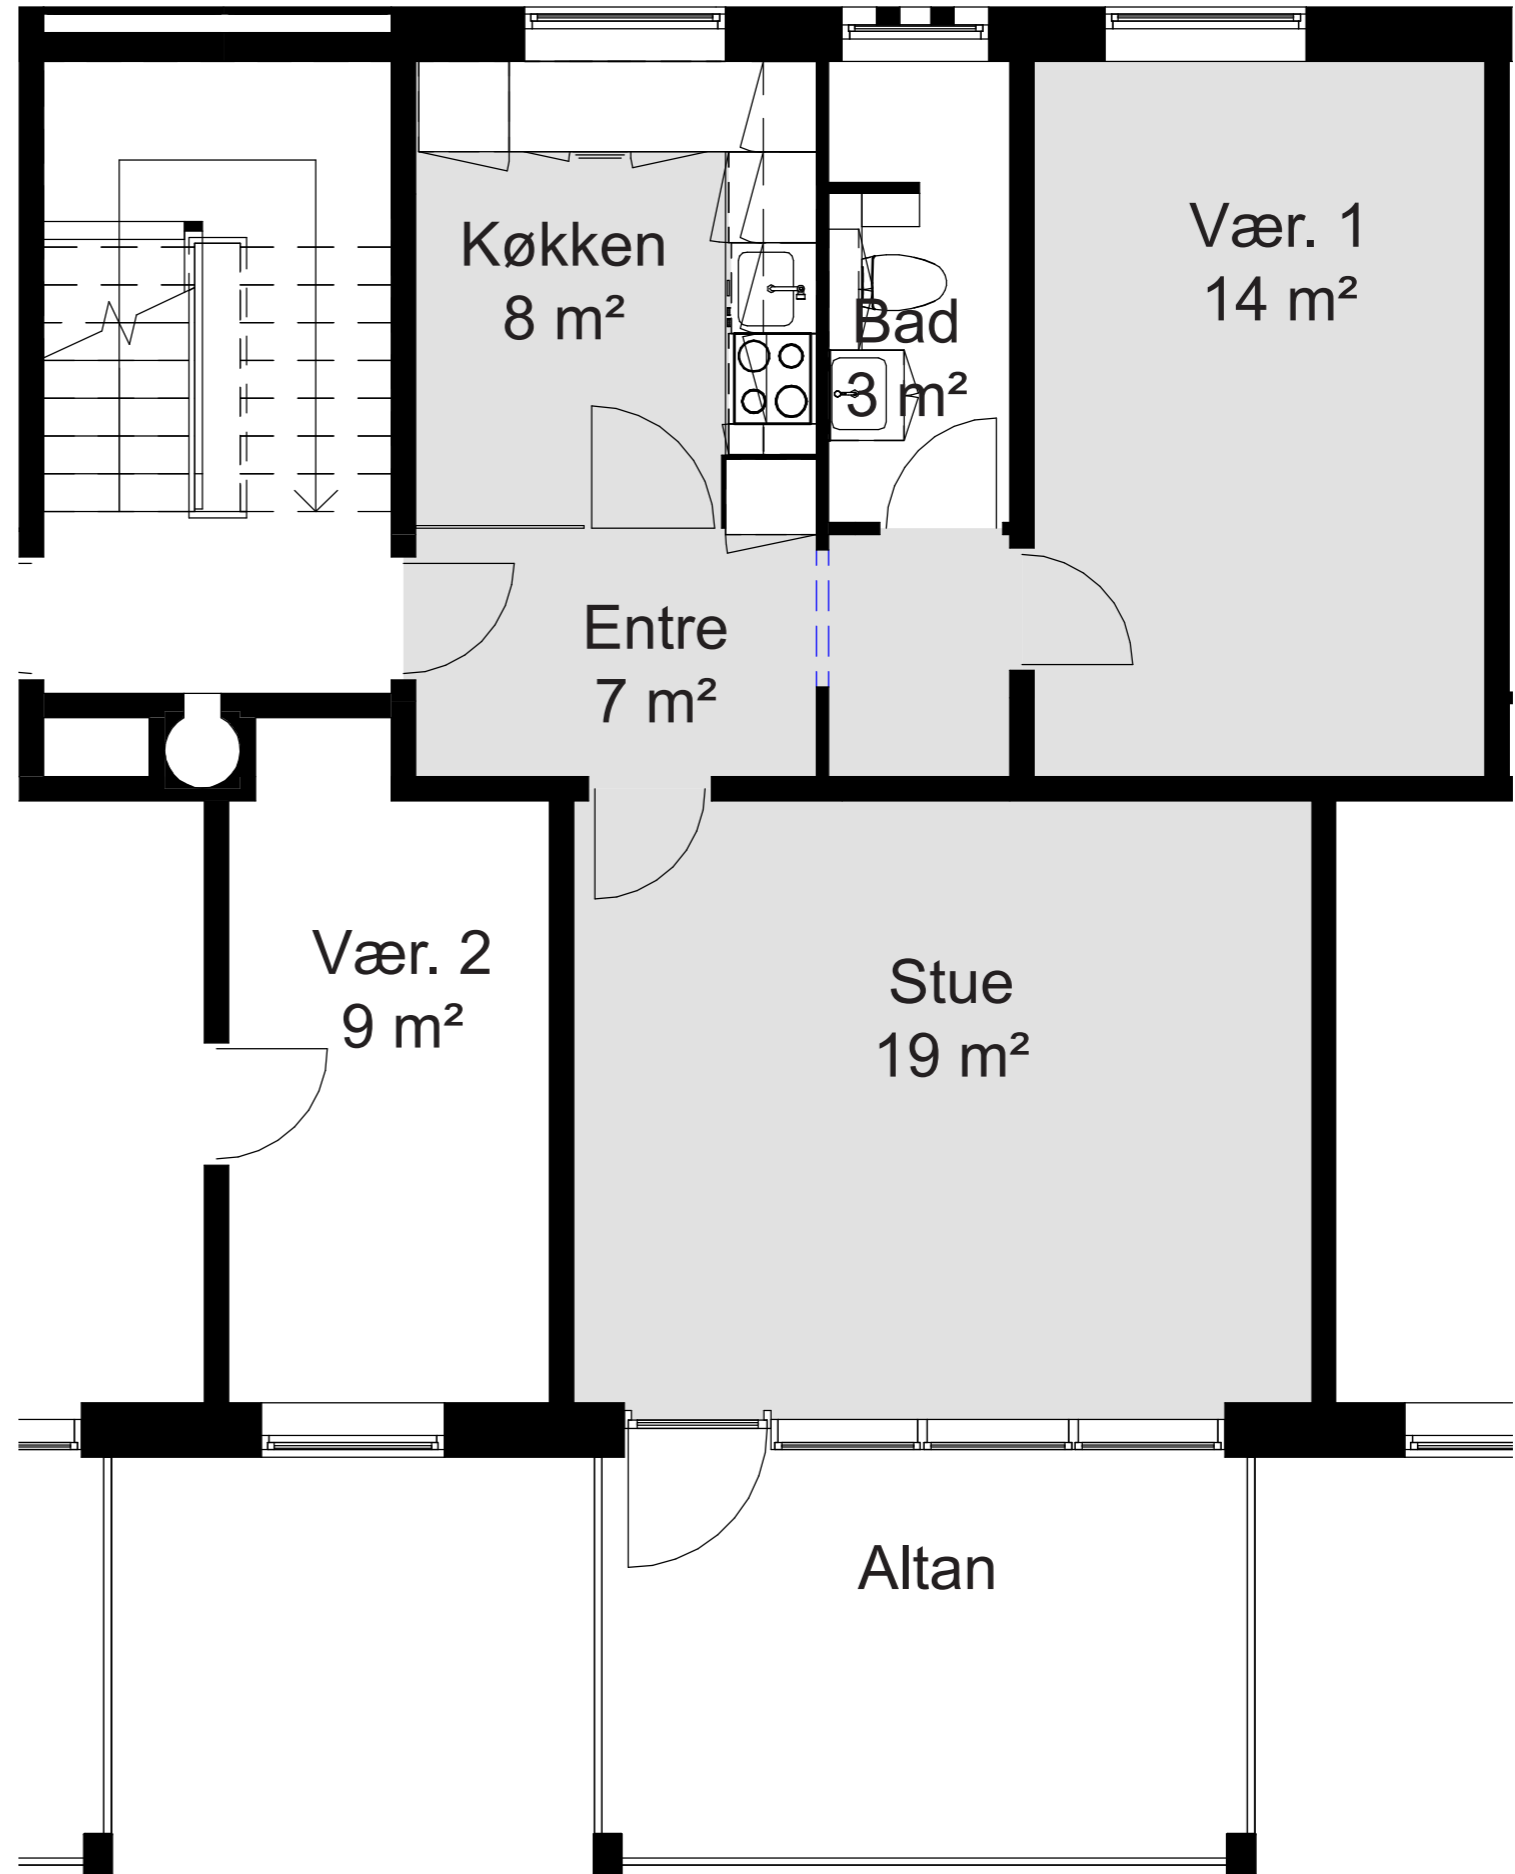 Køkken
8 m²
Bad
3 m²
Vær. 1
14 m²
Entre
7 m²
Vær. 2
9 m²
Stue
19 m²
Altan